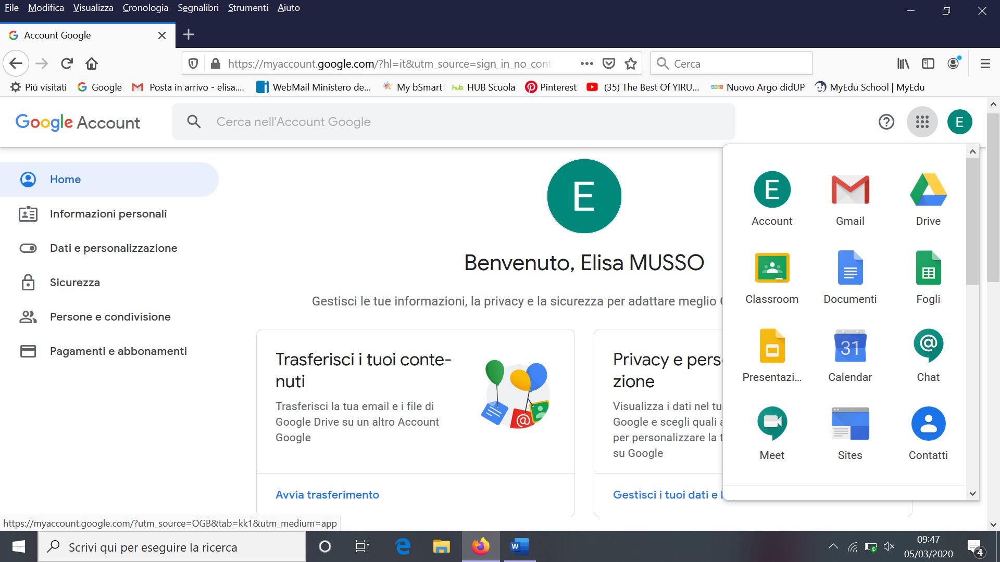 File Modifica Visualizza Cronologia Segnalibri Strumenti Aiuto
Account Google
https://myaccount.google.com/?hl=it&utm_source=sign_in_no_cont
Cerca
Più visitati Google Posta in arrivo - elisa.... WebMail Ministero de... My bSmart HUB Scuola Pinterest (35) The Best Of YIRU... Nuovo Argo didUP MyEdu School | MyEdu
Google Account
Cerca nell'Account Google
E
Home
Informazioni personali
Dati e personalizzazione
Sicurezza
Persone e condivisione
Pagamenti e abbonamenti
E
Benvenuto, Elisa MUSSO
Gestisci le tue informazioni, la privacy e la sicurezza per adattare meglio
Trasferisci i tuoi conte-
nuti
Trasferisci la tua email e i file di
Google Drive su un altro Account
Google
Avvia trasferimento
Privacy e pers
zione
Visualizza i dati nel tu
Google e scegli quali a
per personalizzare la t
su Google
Gestisci i tuoi dati e
E
Account Gmail Drive
Classroom Documenti Fogli
31
Presentazi... Calendar Chat
Meet Sites Contatti
https://myaccount.google.com/?utm_source=OGB&tab=kk1&utm_medium=app
Scrivi qui per eseguire la ricerca
W
09:47
05/03/2020
4